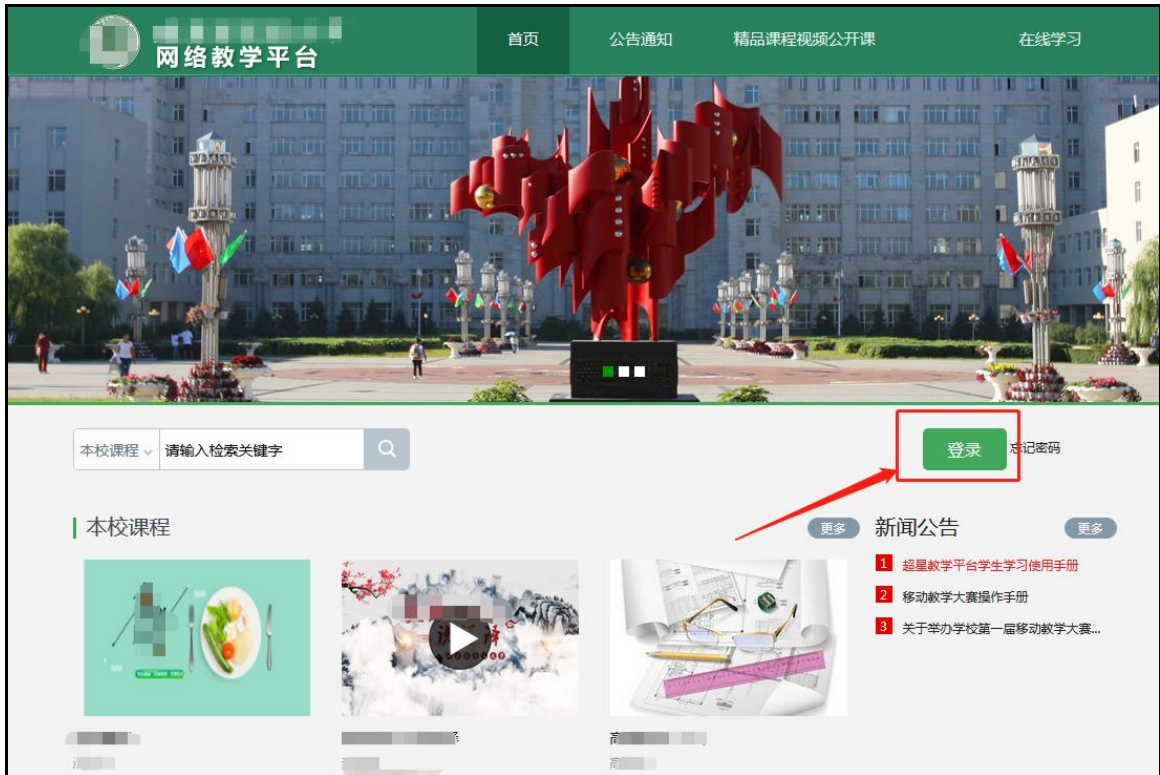 网络教学平台
首页 公告通知 精品课程视频公开课 在线学习
本校课程 请输入检索关键字 登录 忘记密码
本校课程 更多
新闻公告 更多
1 超星教学平台学生学习使用手册
2 移动教学大赛操作手册
3 关于举办学校第一届移动教学大赛...